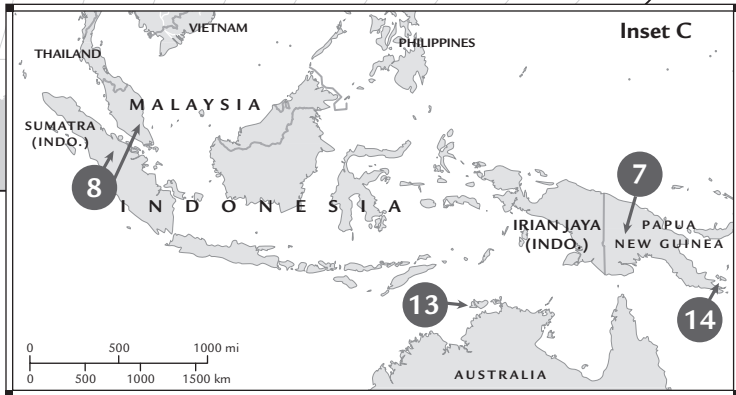 Inset C
VIETNAM
PHILIPPINES
THAILAND
MALAYSIA
SUMATRA
(INDO.)
8
INDONESIA
7
IRIAN JAYA
(INDO.)
PAPUA
NEW GUINEA
13
14
0 500 1000 mi
0 500 1000 1500 km
AUSTRALIA